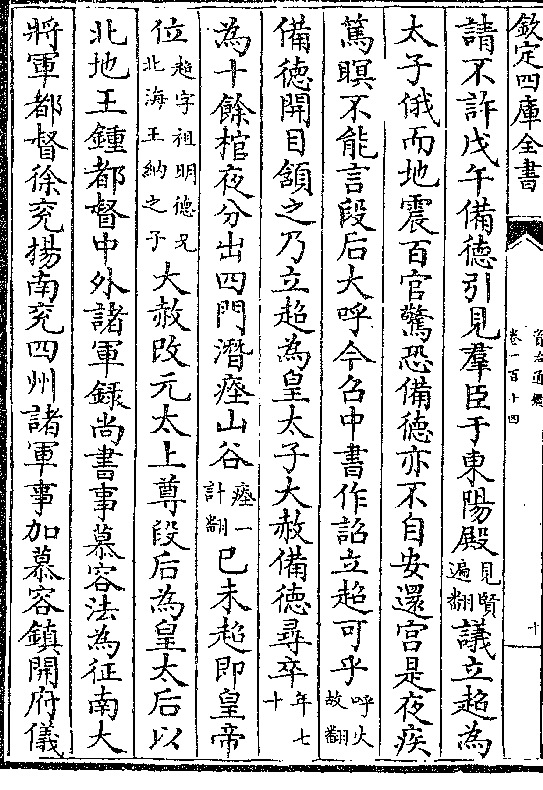 欽定四庫全書
資治通鑑
卷一百十四
十
請不許戊午備德引見羣臣于東陽殿見賢遍翻議立超為
太子俄而地震百官驚恐備德亦不自安還宮是夜疾
篤瞑不能言段后大呼今召中書作詔立超可乎呼火故翻
備德開目頷之乃立超為皇太子大赦備德尋卒年七十
為十餘棺夜分出四門潛瘞山谷瘞一計翻己未超即皇帝
位超字祖明德兄北海王納之子大赦改元太上尊段后為皇太后以
北地王鍾都督中外諸軍錄尚書事慕容法為征南大
將軍都督徐兗揚南兗四州諸軍事加慕容鎮開府儀